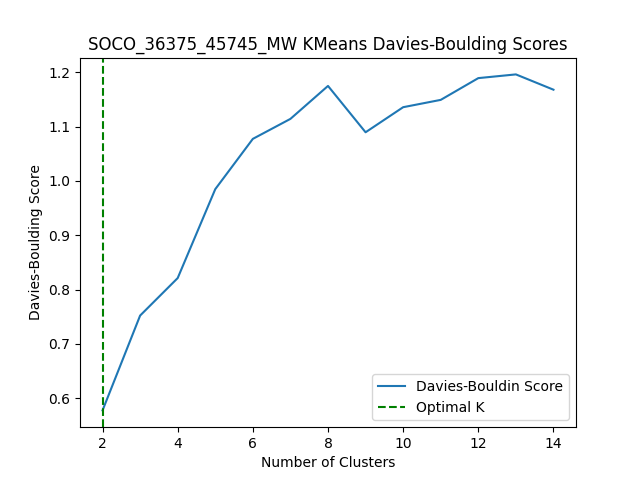 SOCO_36375_45745_MW KMeans Davies-Boulding Scores
1.2
1.1
1.0
0.9
0.8
0.7
0.6
Davies-Boulding Score
Davies-Bouldin Score
Optimal K
2
4
6
8
10
12
14
Number of Clusters